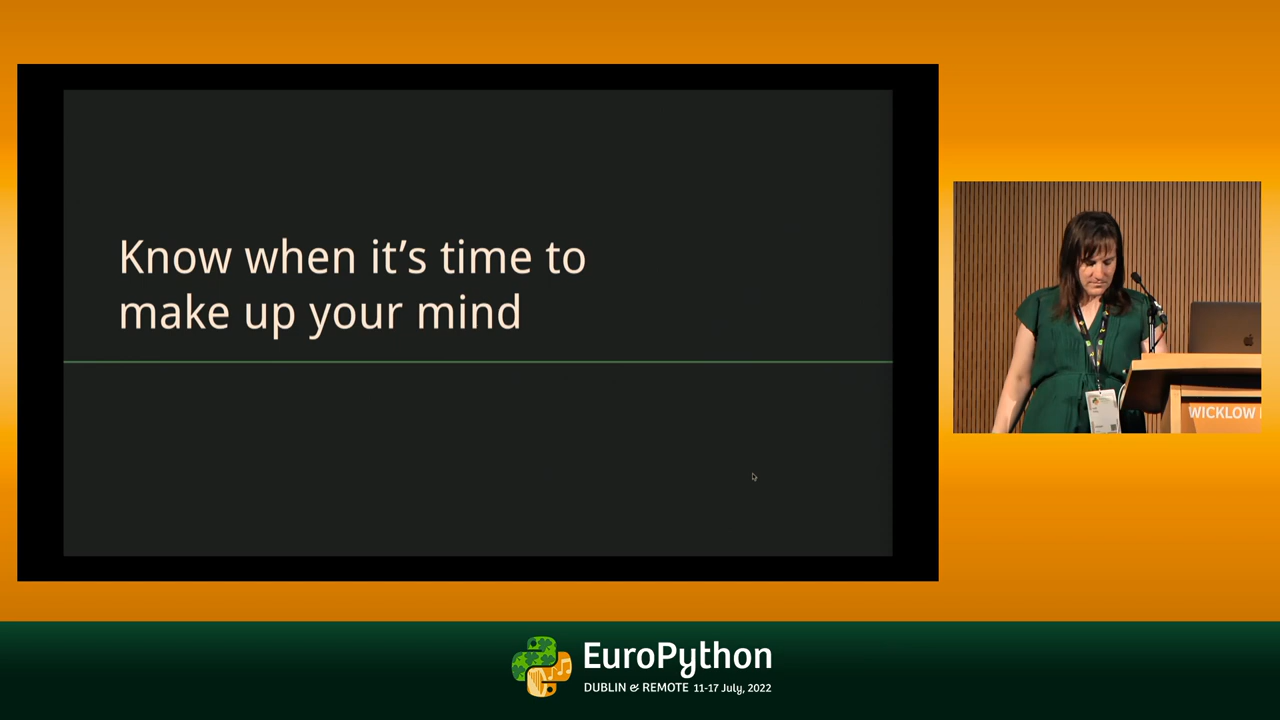 Know when it’s time to
make up your mind
WICKLOW
EuroPython
DUBLIN & REMOTE 11-17 July, 2022